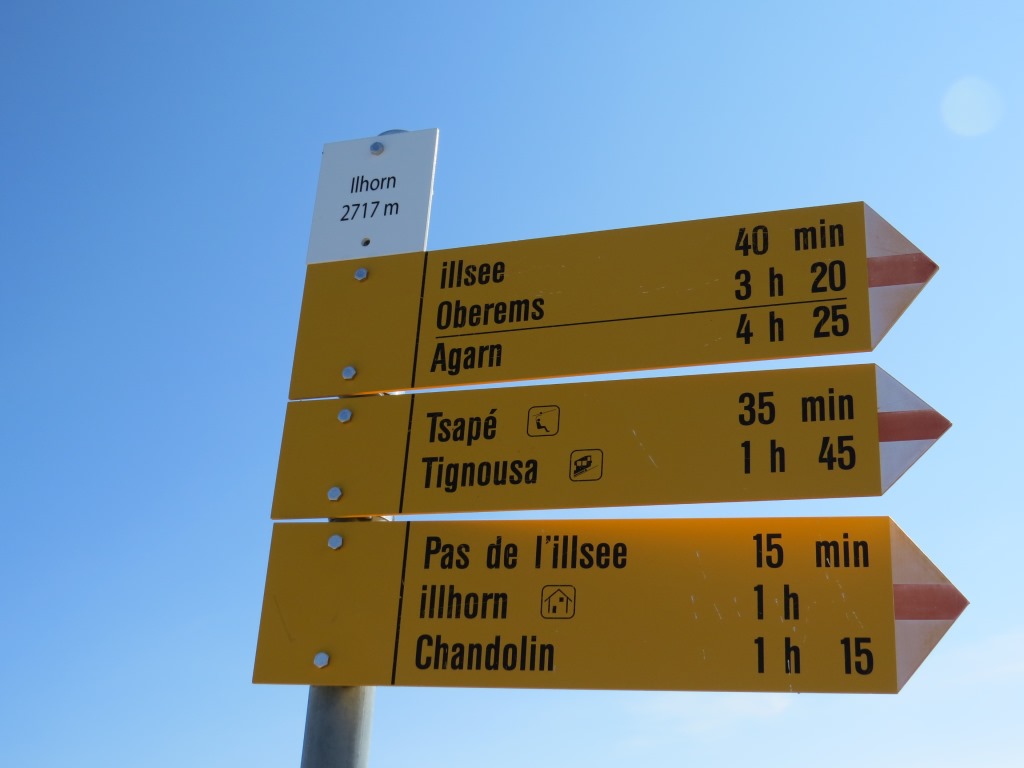 Ilhorn
2717 m
illsee 40 min
Oberems 3 h 20
Agarn 4 h 25
Tsapé 35 min
Tignousa 1 h 45
Pas de l'illsee 15 min
illhorn 1 h
Chandolin 1 h 15